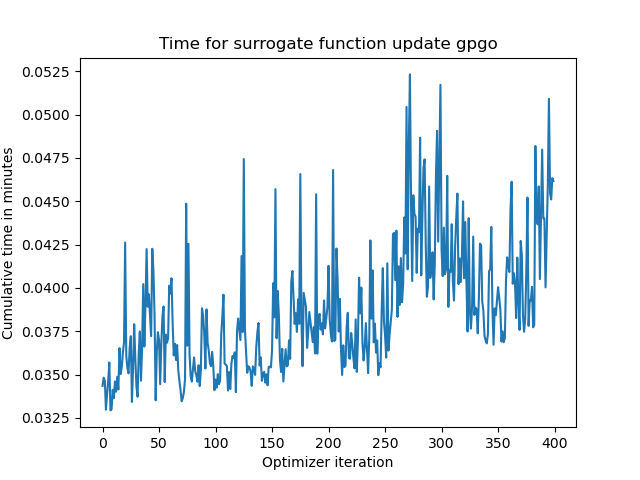 Time for surrogate function update gpgo
Cumulative time in minutes
0.0525
0.0500
0.0475
0.0450
0.0425
0.0400
0.0375
0.0350
0.0325
0 50 100 150 200 250 300 350 400
Optimizer iteration